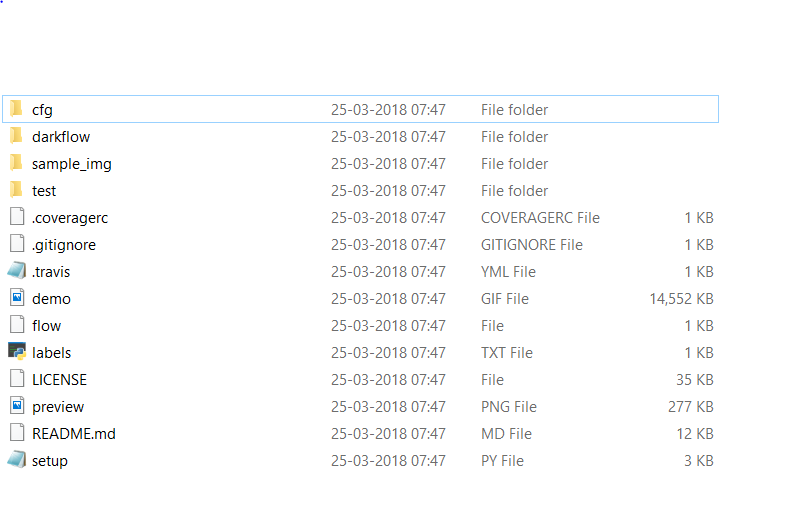 cfg 25-03-2018 07:47 File folder
darkflow 25-03-2018 07:47 File folder
sample_img 25-03-2018 07:47 File folder
test 25-03-2018 07:47 File folder
.coveragerc 25-03-2018 07:47 COVERAGERC File 1 KB
.gitignore 25-03-2018 07:47 GITIGNORE File 1 KB
.travis 25-03-2018 07:47 YML File 1 KB
demo 25-03-2018 07:47 GIF File 14,552 KB
flow 25-03-2018 07:47 File 1 KB
labels 25-03-2018 07:47 TXT File 1 KB
LICENSE 25-03-2018 07:47 File 35 KB
preview 25-03-2018 07:47 PNG File 277 KB
README.md 25-03-2018 07:47 MD File 12 KB
setup 25-03-2018 07:47 PY File 3 KB